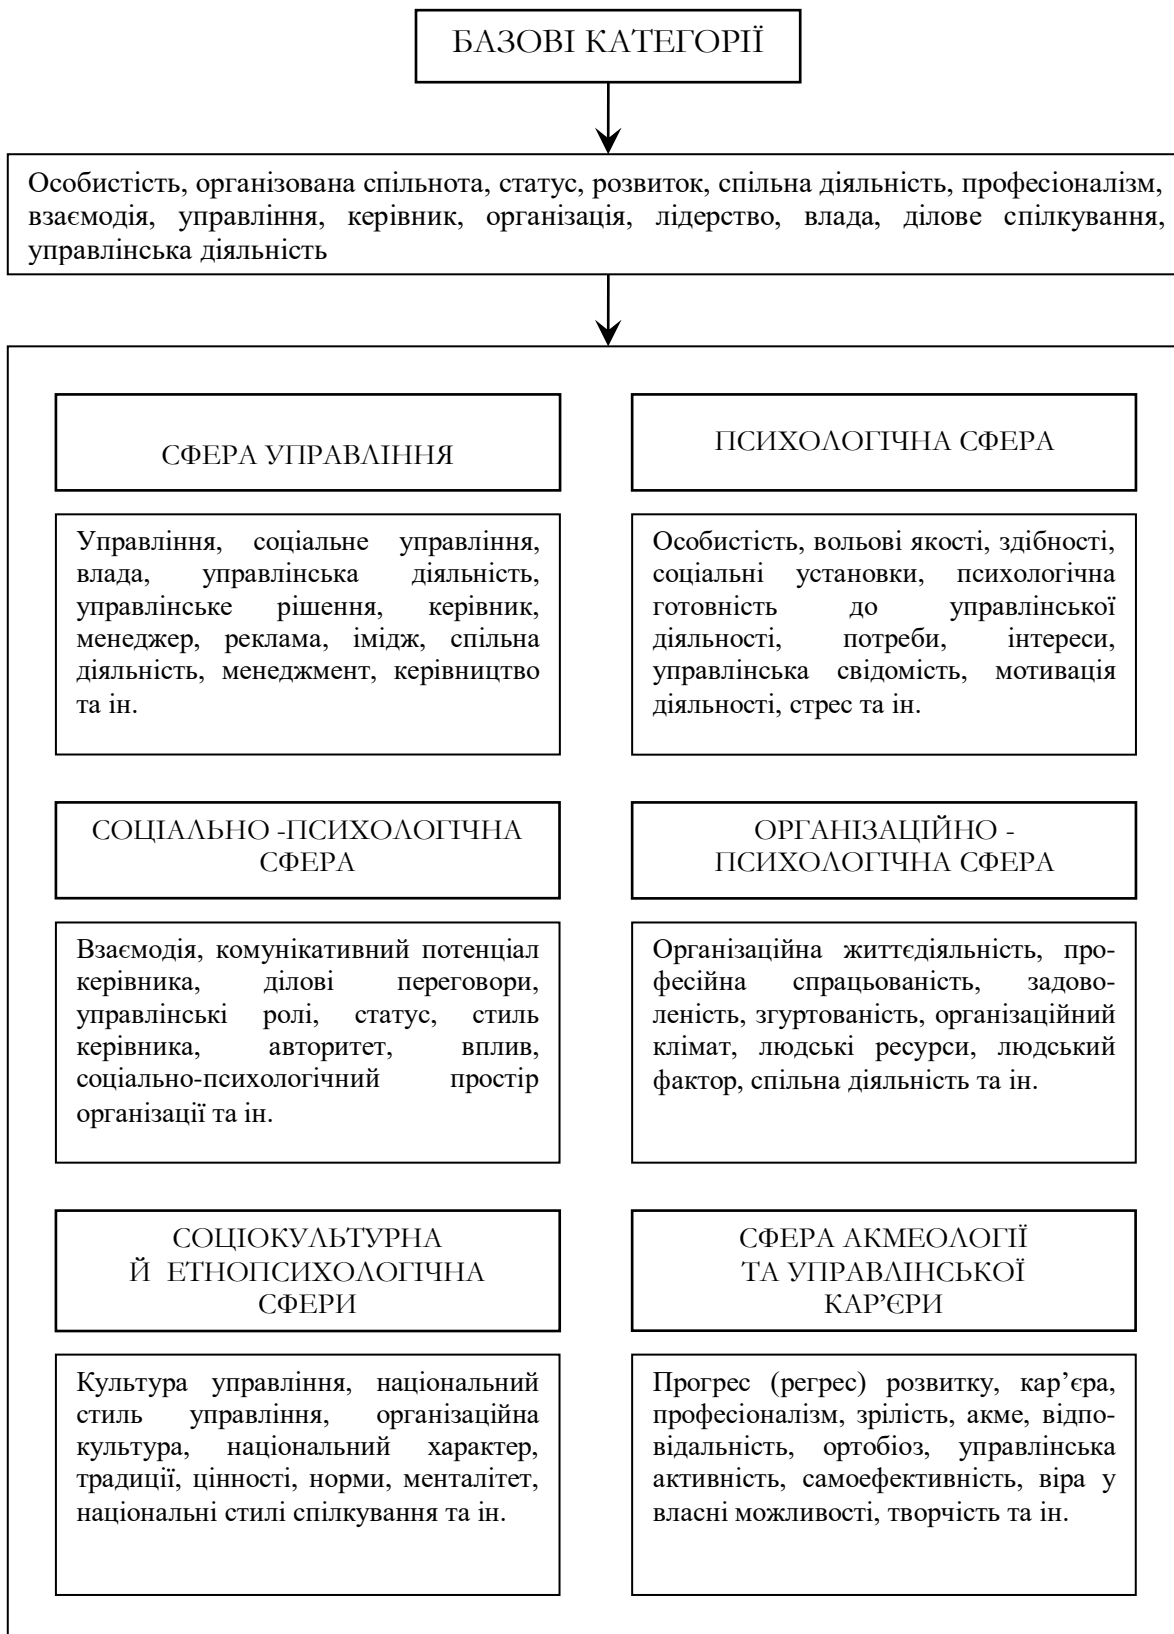 БАЗОВІ КАТЕГОРІЇ
Особистість, організована спільнота, статус, розвиток, спільна діяльність, професіоналізм,
взаємодія, управління, керівник, організація, лідерство, влада, ділове спілкування,
управлінська діяльність
СФЕРА УПРАВЛІННЯ
Управління, соціальне управління,
влада, управлінська діяльність,
управлінське рішення, керівник,
менеджер, реклама, імідж, спільна
діяльність, менеджмент, керівництво
та ін.
ПСИХОЛОГІЧНА СФЕРА
Особистість, вольові якості, здібності,
соціальні установки, психологічна
готовність до управлінської
діяльності, потреби, інтереси,
управлінська свідомість, мотивація
діяльності, стрес та ін.
СОЦІАЛЬНО -ПСИХОЛОГІЧНА
СФЕРА
Взаємодія, комунікативний потенціал
керівника, ділові переговори,
управлінські ролі, статус, стиль
керівника, авторитет, вплив,
соціально-психологічний простір
організації та ін.
ОРГАНІЗАЦІЙНО -
ПСИХОЛОГІЧНА СФЕРА
Організаційна життєдіяльність, про-
фесійна спрацьованість, задово-
леність, згуртованість, організаційний
клімат, людські ресурси, людський
фактор, спільна діяльність та ін.
СОЦІОКУЛЬТУРНА
Й ЕТНОПСИХОЛОГІЧНА
СФЕРИ
Культура управління, національний
стиль управління, організаційна
культура, національний характер,
традиції, цінності, норми, менталітет,
національні стилі спілкування та ін.
СФЕРА АКМЕОЛОГІЇ
ТА УПРАВЛІНСЬКОЇ
КАР’ЄРИ
Прогрес (регрес) розвитку, кар’єра,
професіоналізм, зрілість, акме, відпо-
відальність, ортобіоз, управлінська
активність, самоефективність, віра у
власні можливості, творчість та ін.